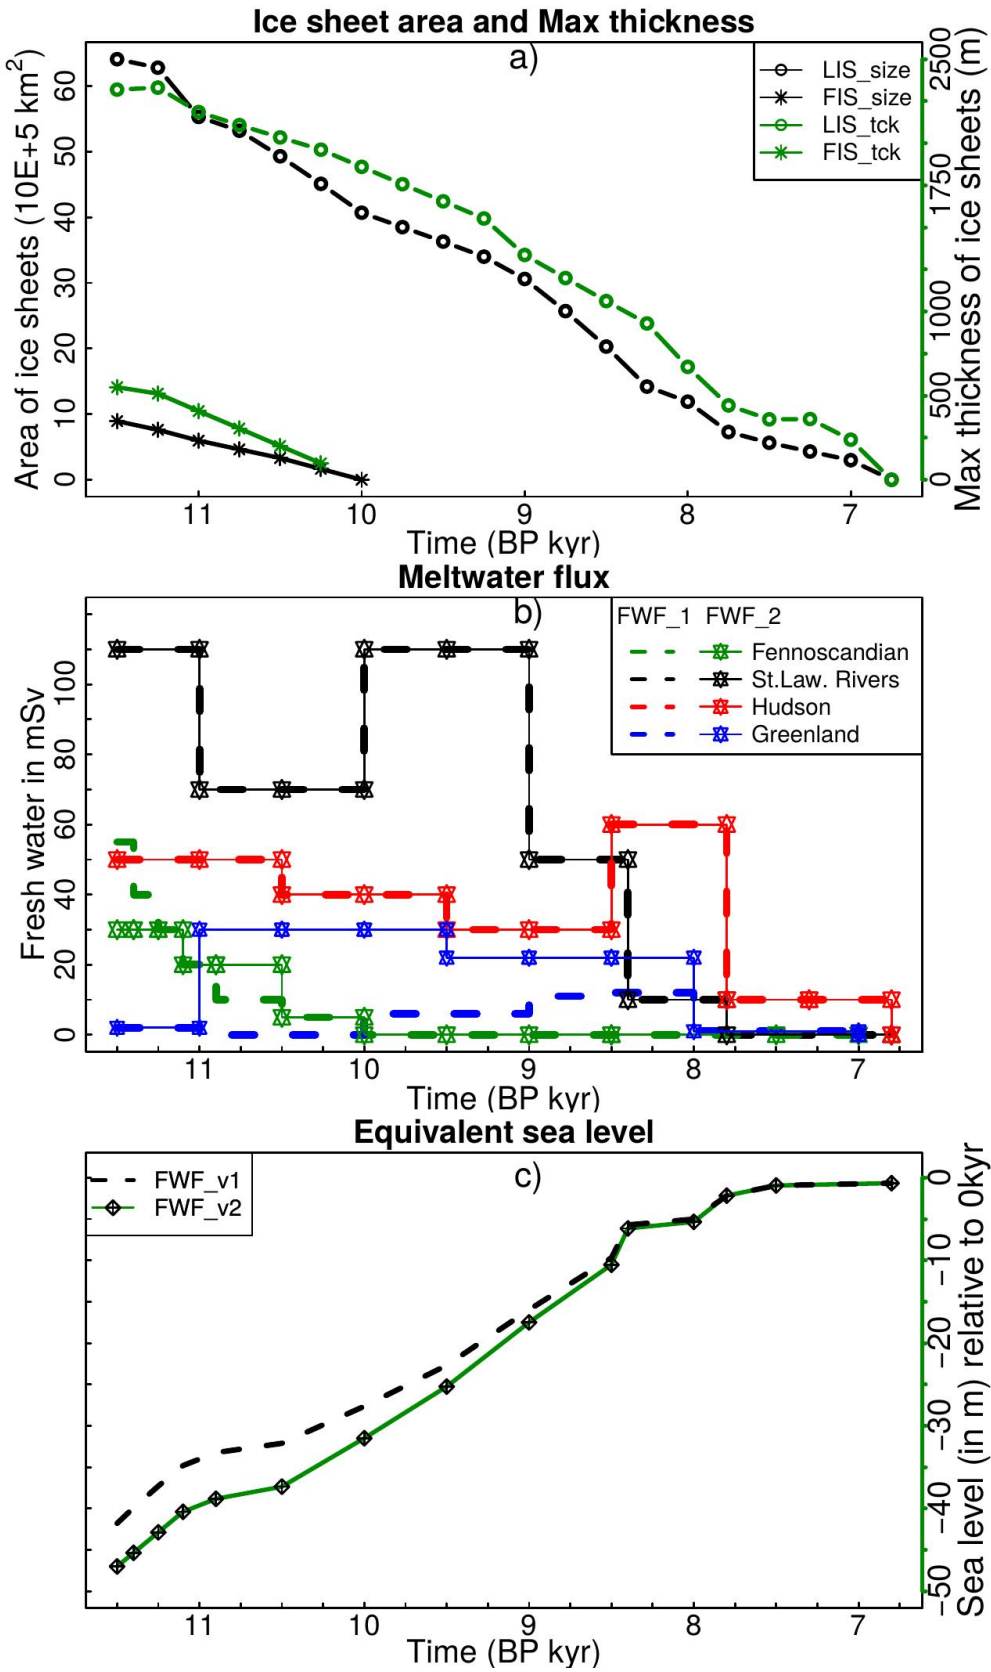 Ice sheet area and Max thickness
a)
LIS_size
FIS_size
LIS_tck
FIS_tck
Area of ice sheets (10E+5 km2)
0 10 20 30 40 50 60
Max thickness of ice sheets (m)
0 500 1000 1750 2500
11 10 9 8 7
Time (BP kyr)
Meltwater flux
b)
FWF_1 FWF_2
Fennoscandian
St.Law. Rivers
Hudson
Greenland
Fresh water in mSv
0 20 40 60 80 100
11 10 9 8 7
Time (BP kyr)
Equivalent sea level
c)
FWF_v1
FWF_v2
Sea level (in m) relative to 0kyr
−50 −40 −30 −20 −10 0
11 10 9 8 7
Time (BP kyr)